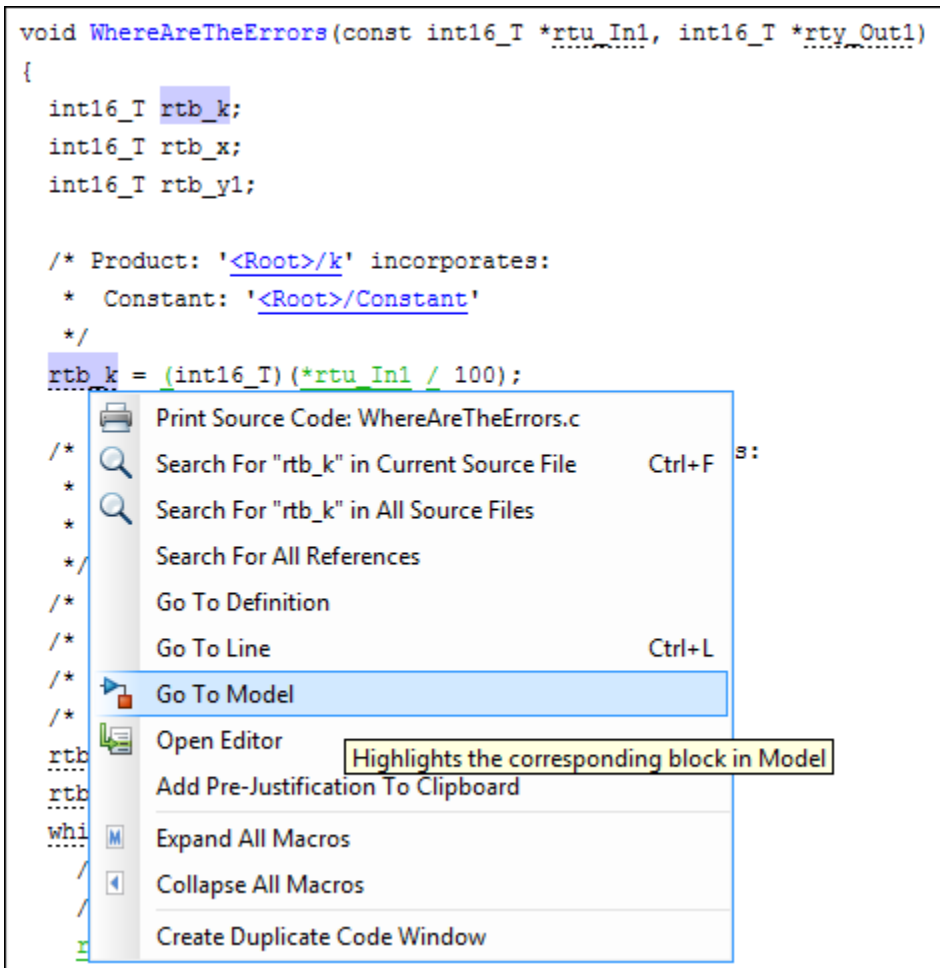 void WhereAreTheErrors(const int16_T *rtu_In1, int16_T *rty_Out1)
{
int16_T rtb_k;
int16_T rtb_x;
int16_T rtb_y1;
/* Product: '<Root>/k' incorporates:
* Constant: '<Root>/Constant'
*/
rtb_k = (int16_T)(*rtu_In1 / 100);
Print Source Code: WhereAreTheErrors.c
/* s:
Search For "rtb_k" in Current Source File Ctrl+F
*
Search For "rtb_k" in All Source Files
*
Search For All References
*/
Go To Definition
/*
Go To Line Ctrl+L
/*
Go To Model
/*
/*
Open Editor
Highlights the corresponding block in Model
rtb
Add Pre-Justification To Clipboard
rtb
whi
Expand All Macros
/
Collapse All Macros
/
Create Duplicate Code Window
r